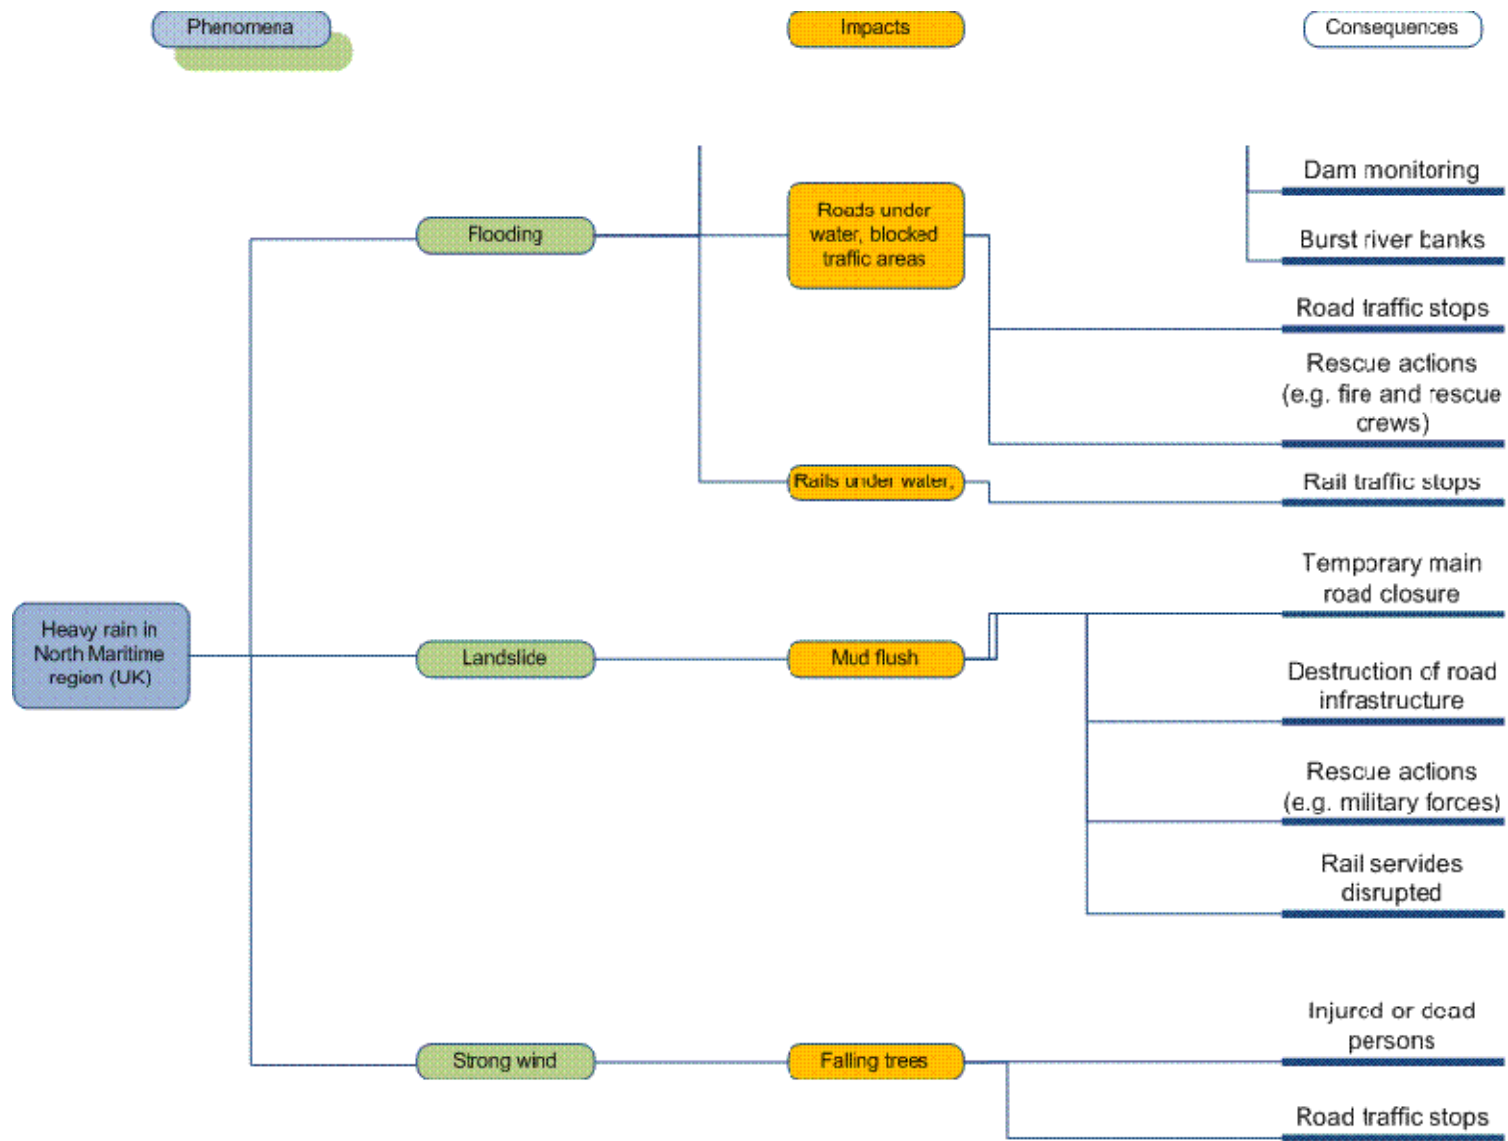 Phenomena
Impacts
Consequences
Dam monitoring
Roads under
water, blocked
traffic areas
Flooding
Burst river banks
Road traffic stops
Rescue actions
(e.g. fire and rescue
crews)
Rails under water,
Rail traffic stops
Temporary main
road closure
Heavy rain in
North Maritime
region (UK)
Landslide
Mud flush
Destruction of road
infrastructure
Rescue actions
(e.g. military forces)
Rail servides
disrupted
Injured or dead
persons
Strong wind
Falling trees
Road traffic stops